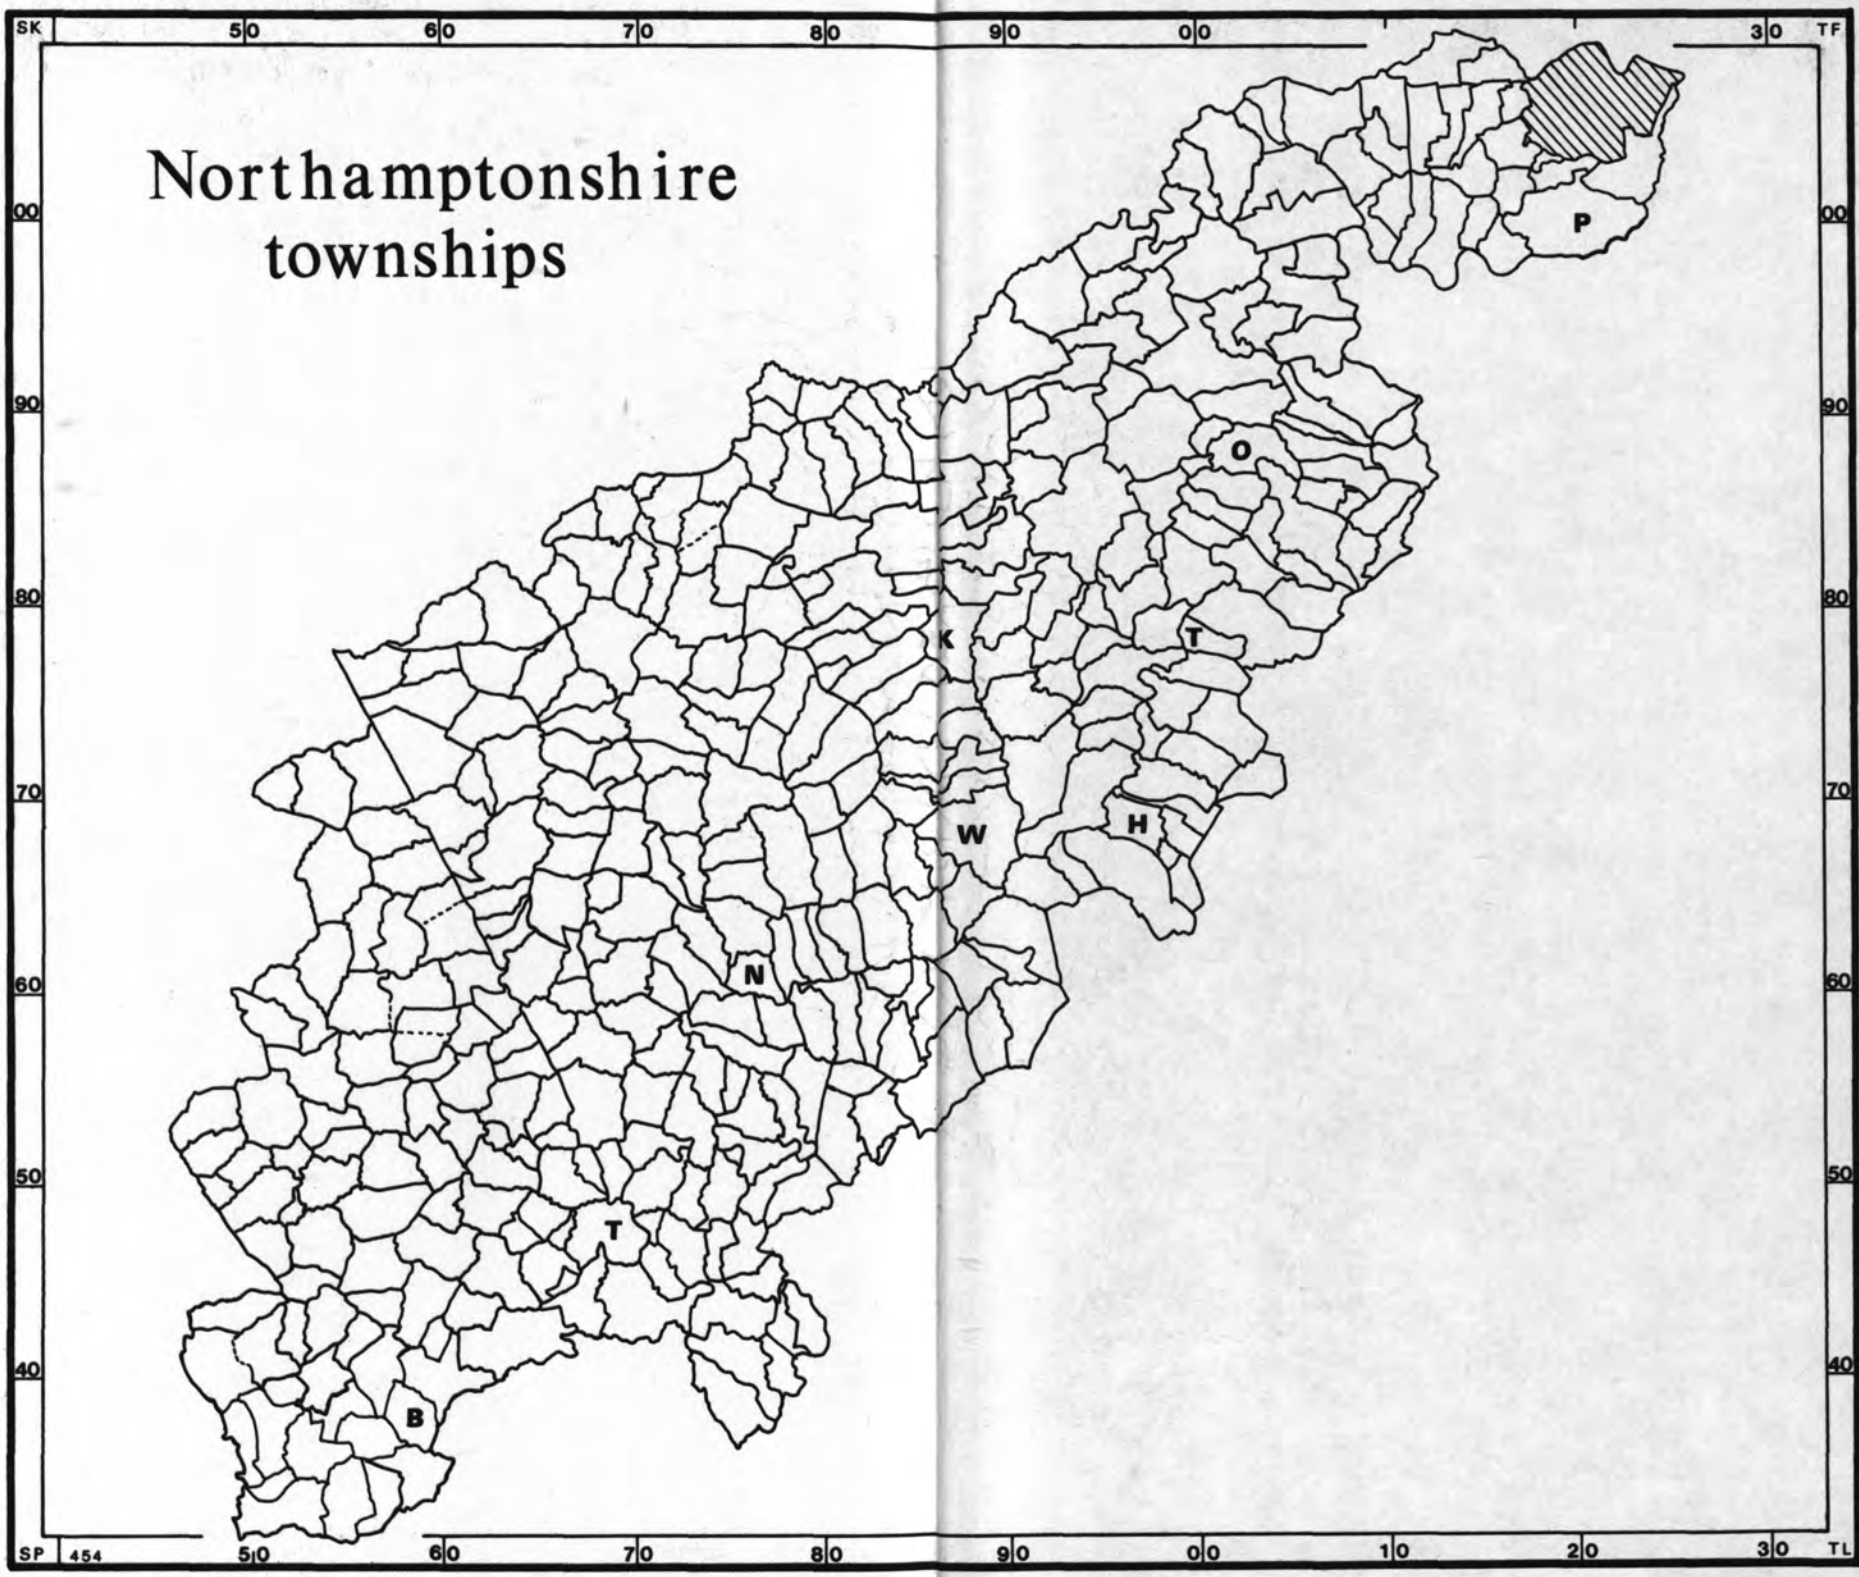 SK 50 60 70 80 90 00 30 TF
Northamptonshire
townships
00 00
P
90 90
O
80 80
K T
70 70
W H
N
60 60
50 50
T
40 40
B
SP 454 50 60 70 80 90 00 10 20 30 TL